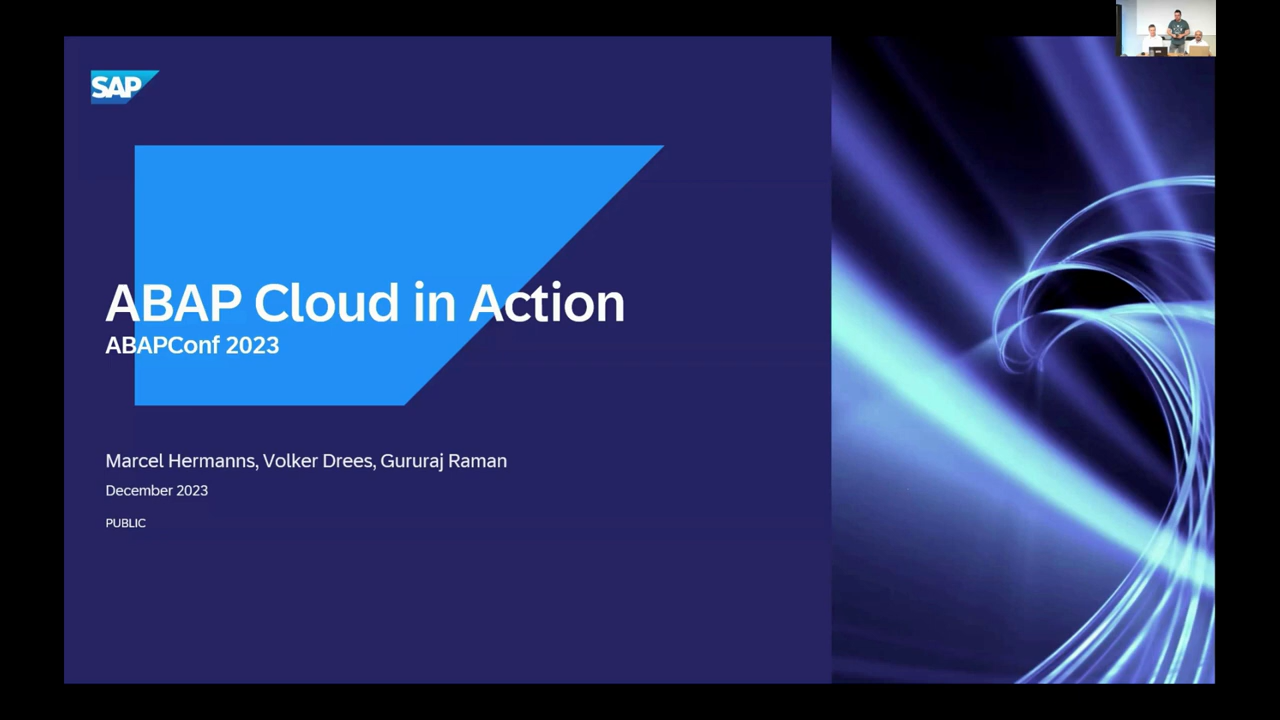 SAP
ABAP Cloud in Action
ABAPConf 2023
Marcel Hermanns, Volker Drees, Gururaj Raman
December 2023
PUBLIC